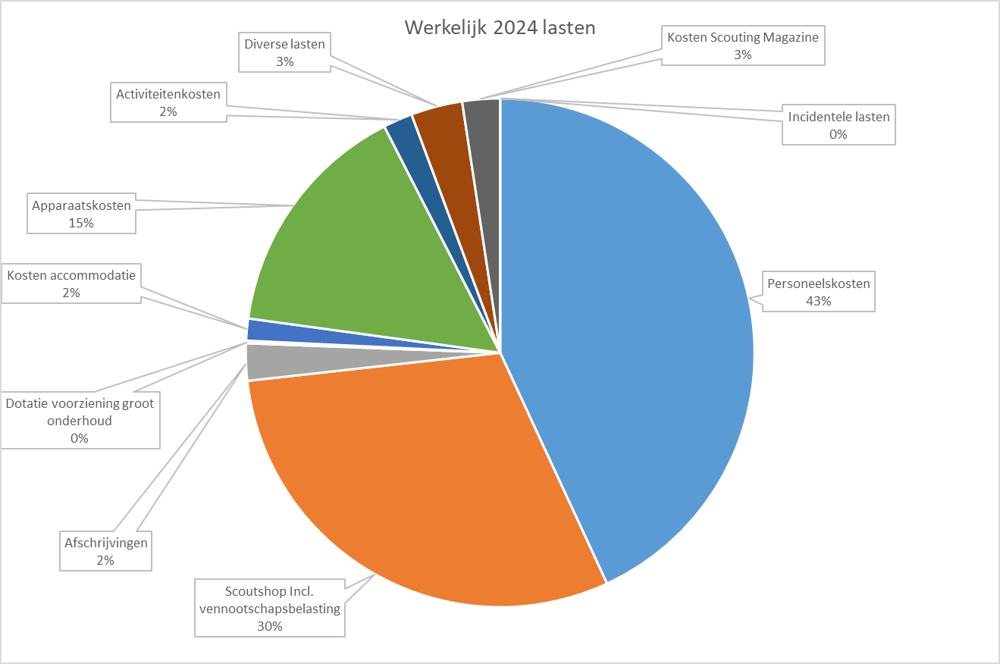 Werkelijk 2024 lasten
Kosten Scouting Magazine
3%
Diverse lasten
3%
Activiteitenkosten
2%
Incidentele lasten
0%
Apparaatskosten
15%
Kosten accommodatie
2%
Personeelskosten
43%
Dotatie voorziening groot
onderhoud
0%
Afschrijvingen
2%
Scoutshop Incl.
vennootschapsbelasting
30%